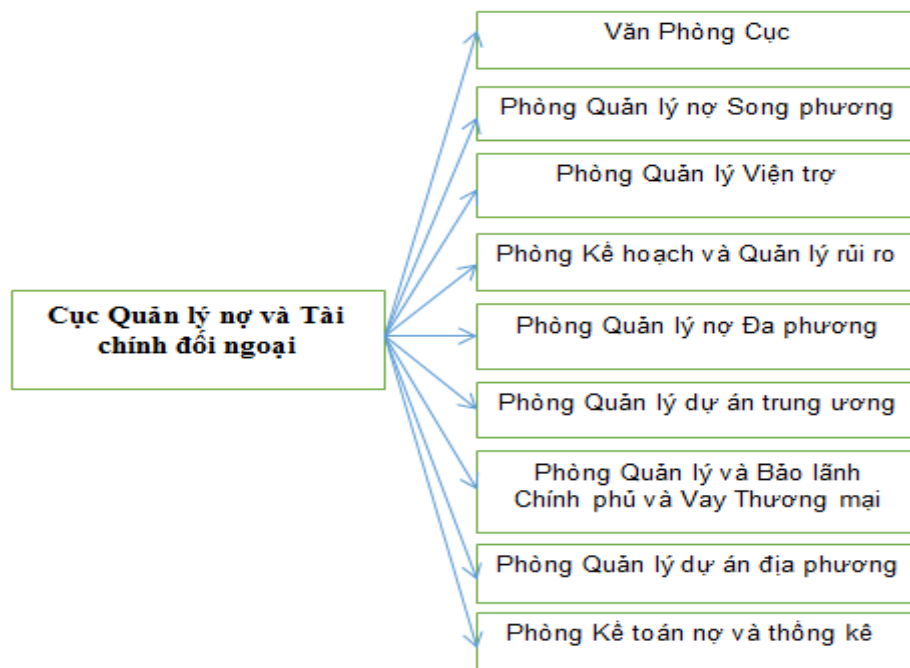 Văn Phòng Cục
Phòng Quản lý nợ Song phương
Phòng Quản lý Viện trợ
Phòng Kế hoạch và Quản lý rủi ro
Cục Quản lý nợ và Tài
chính đối ngoại
Phòng Quản lý nợ Đa phương
Phòng Quản lý dự án trung ương
Phòng Quản lý và Bảo lãnh
Chính phủ và Vay Thương mại
Phòng Quản lý dự án địa phương
Phòng Kế toán nợ và thống kê